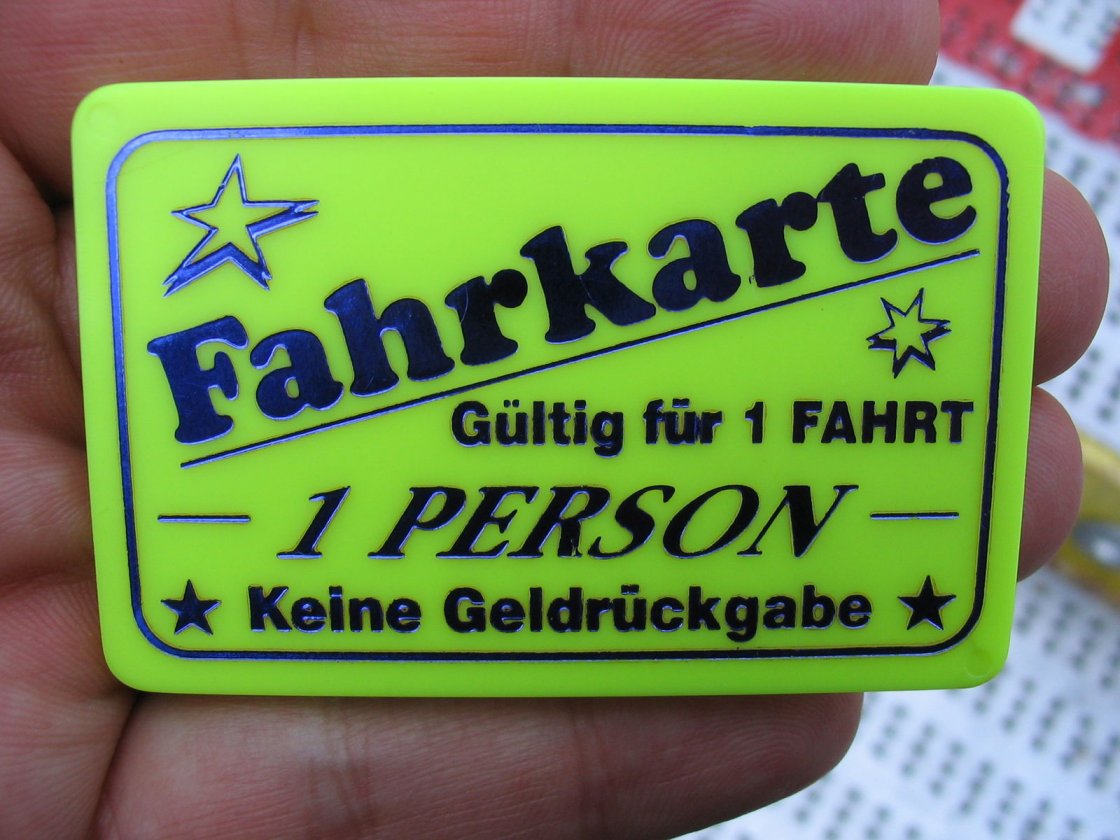 Fahrkarte
Gültig für 1 FAHRT
1 PERSON
Keine Geldrückgabe